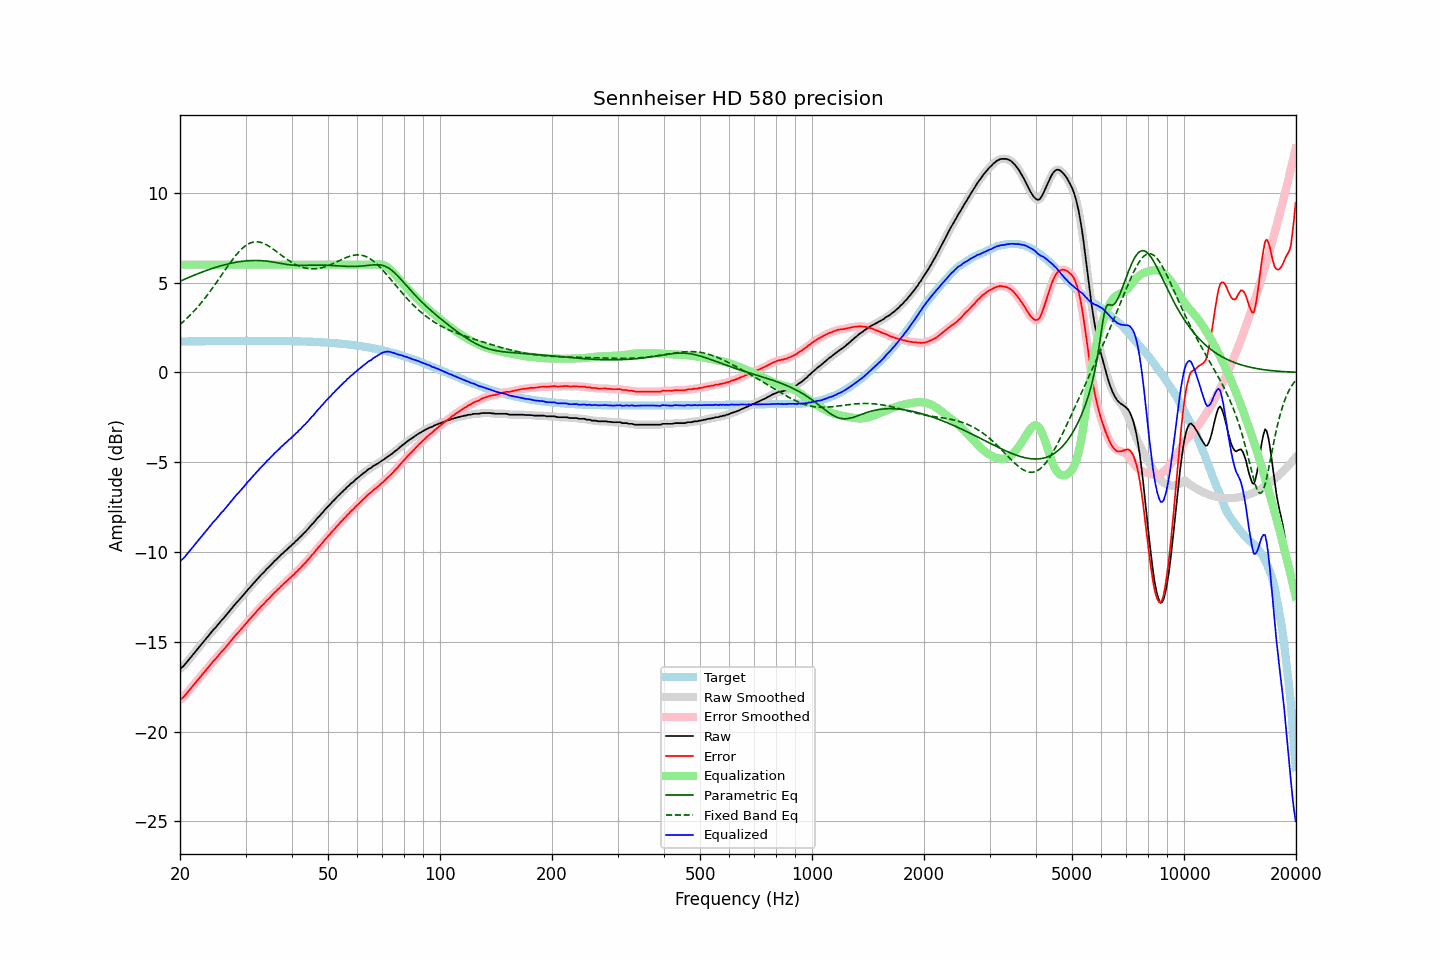 Sennheiser HD 580 precision
Amplitude (dBr)
10
5
0
−5
−10
−15
−20
−25
Target
Raw Smoothed
Error Smoothed
Raw
Error
Equalization
Parametric Eq
Fixed Band Eq
Equalized
20
50
100
200
500
1000
2000
5000
10000
20000
Frequency (Hz)